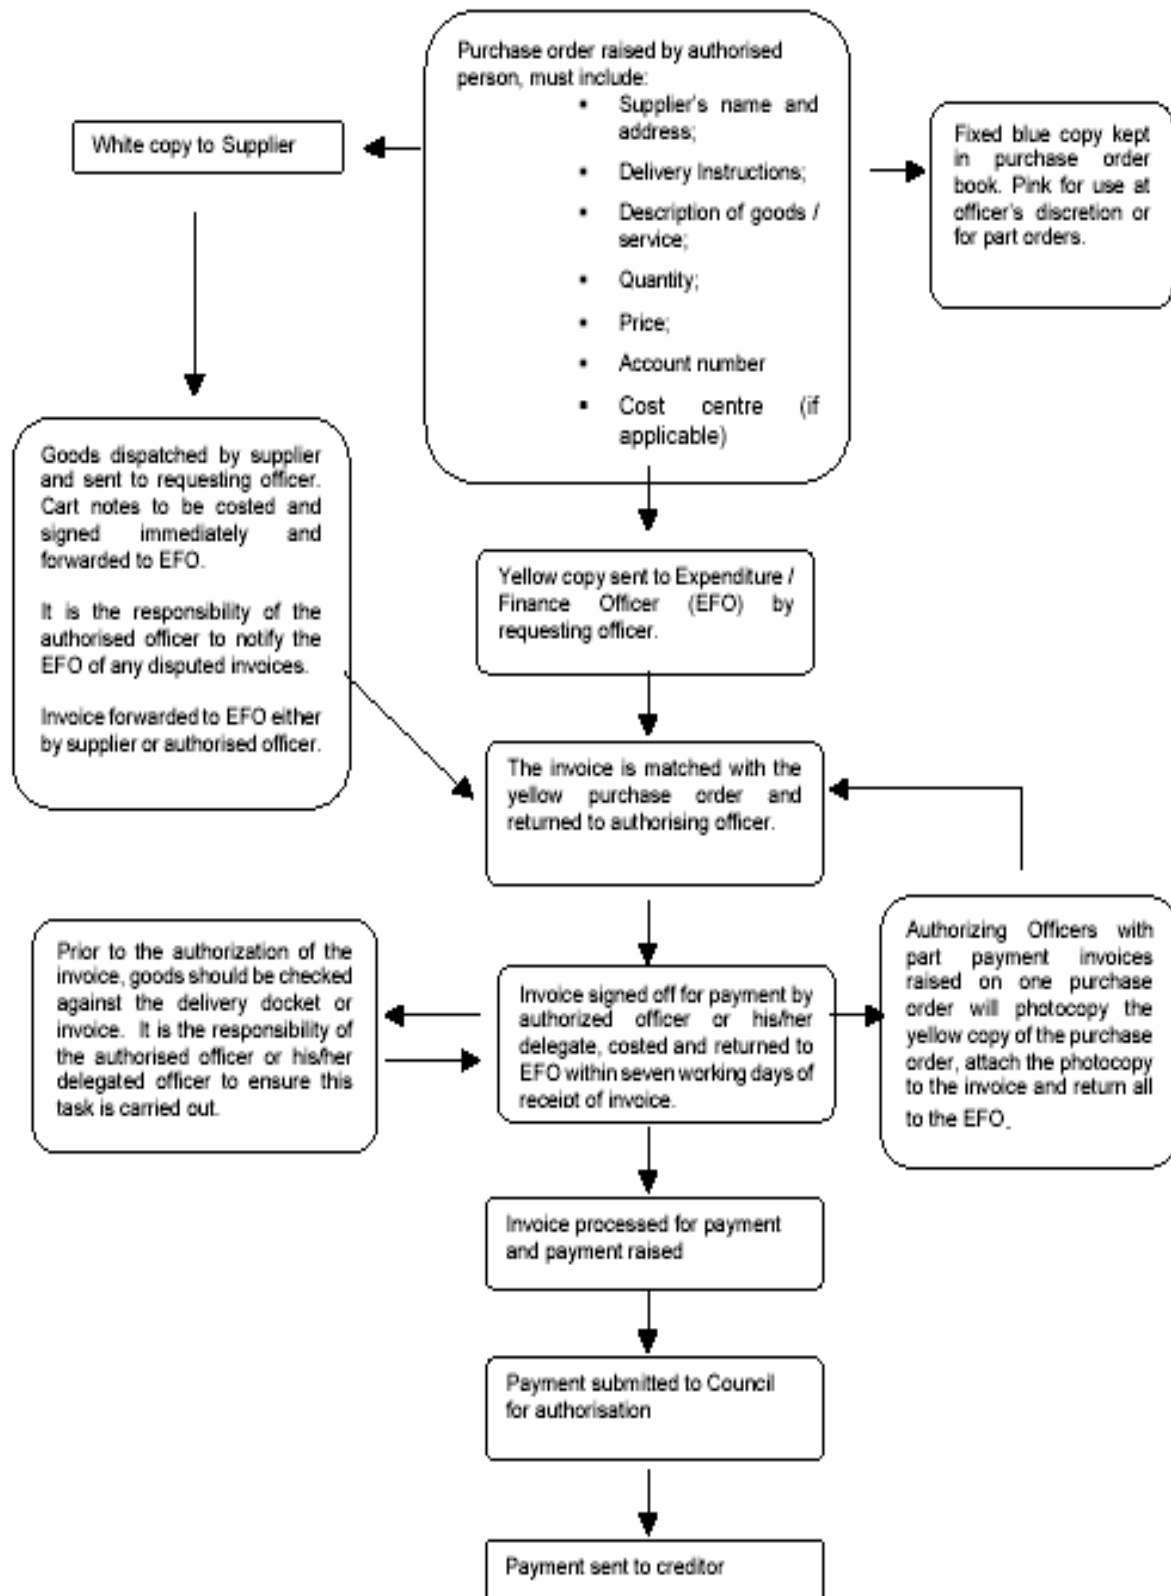 Purchase order raised by authorised
person, must include:
▪ Supplier's name and
address;
▪ Delivery Instructions;
▪ Description of goods /
service;
▪ Quantity;
▪ Price;
▪ Account number
▪ Cost centre (if
applicable)
White copy to Supplier
Fixed blue copy kept
in purchase order
book. Pink for use at
officer's discretion or
for part orders.
Goods dispatched by supplier
and sent to requesting officer.
Cart notes to be costed and
signed immediately and
forwarded to EFO.
It is the responsibility of the
authorised officer to notify the
EFO of any disputed invoices.
Invoice forwarded to EFO either
by supplier or authorised officer.
Yellow copy sent to Expenditure /
Finance Officer (EFO) by
requesting officer.
The invoice is matched with the
yellow purchase order and
returned to authorising officer.
Prior to the authorization of the
invoice, goods should be checked
against the delivery docket or
invoice. It is the responsibility of
the authorised officer or his/her
delegated officer to ensure this
task is carried out.
Invoice signed off for payment by
authorized officer or his/her
delegate, costed and returned to
EFO within seven working days of
receipt of invoice.
Authorizing Officers with
part payment invoices
raised on one purchase
order will photocopy the
yellow copy of the purchase
order, attach the photocopy
to the invoice and return all
to the EFO.
Invoice processed for payment
and payment raised
Payment submitted to Council
for authorisation
Payment sent to creditor